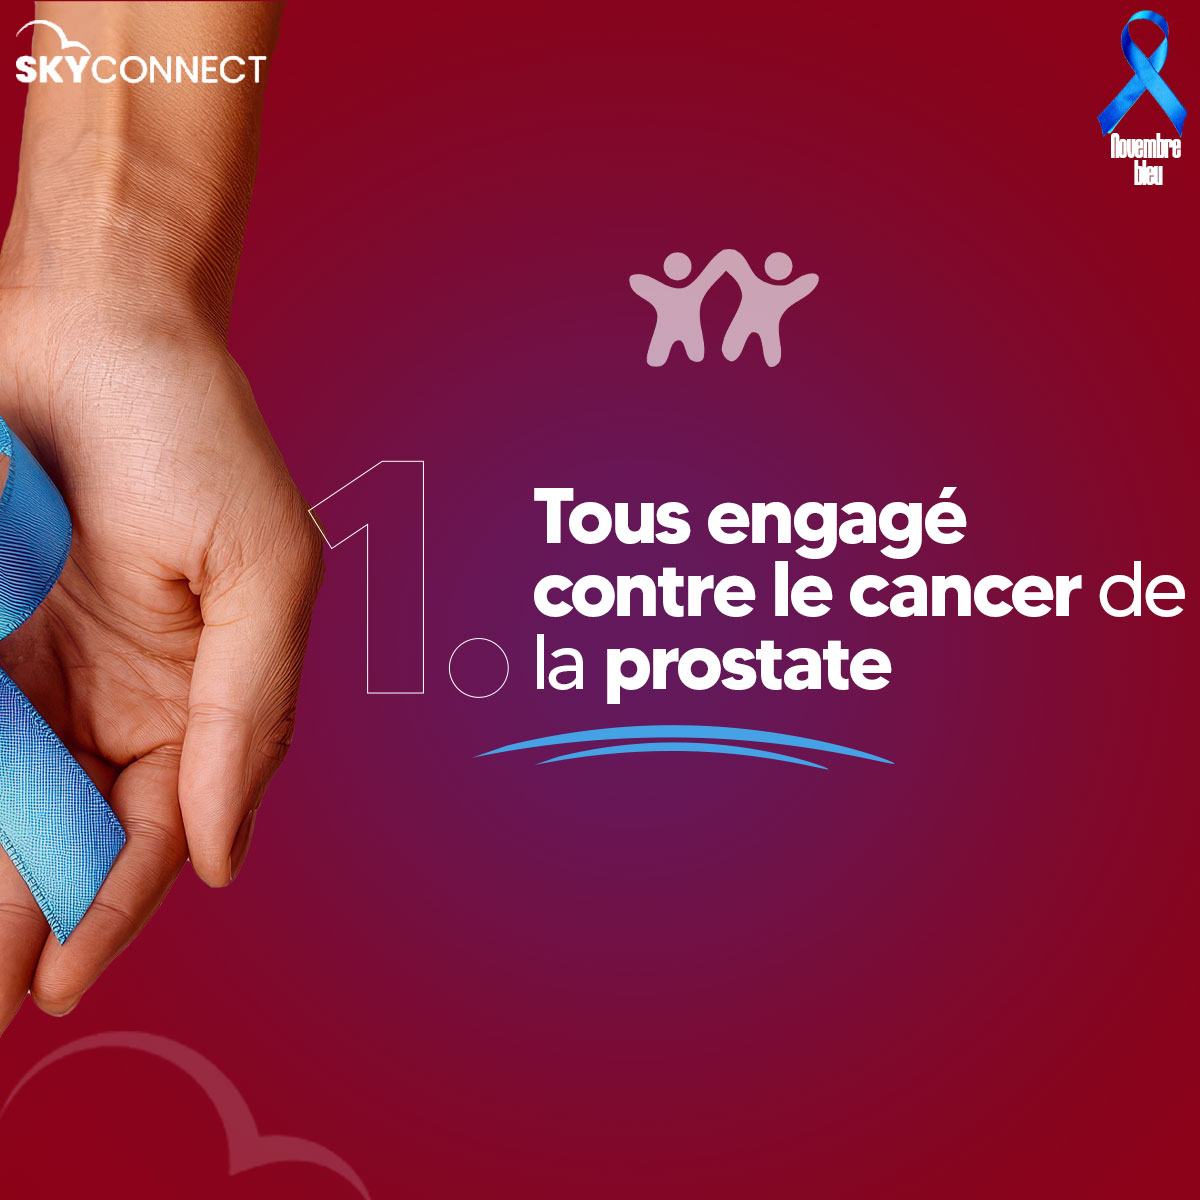 SKYCONNECT
Novembre
bleu
1.
Tous engagé
contre le cancer de
la prostate